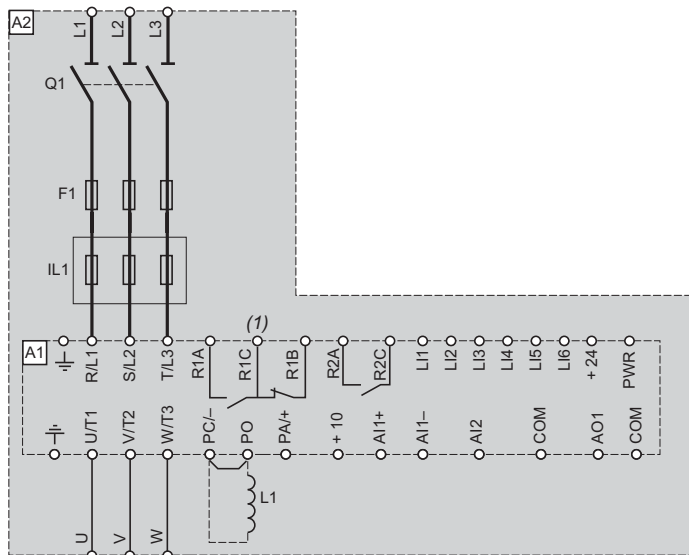 A2
L1 L2 L3
Q1
F1
IL1
(1)
A1
R/L1 S/L2 T/L3 R1A R1C R1B R2A R2C LI1 LI2 LI3 LI4 LI5 LI6 + 24 PWR
U/T1 V/T2 W/T3 PC/– PO PA/+ + 10 AI1+ AI1– AI2 COM AO1 COM
L1
U V W